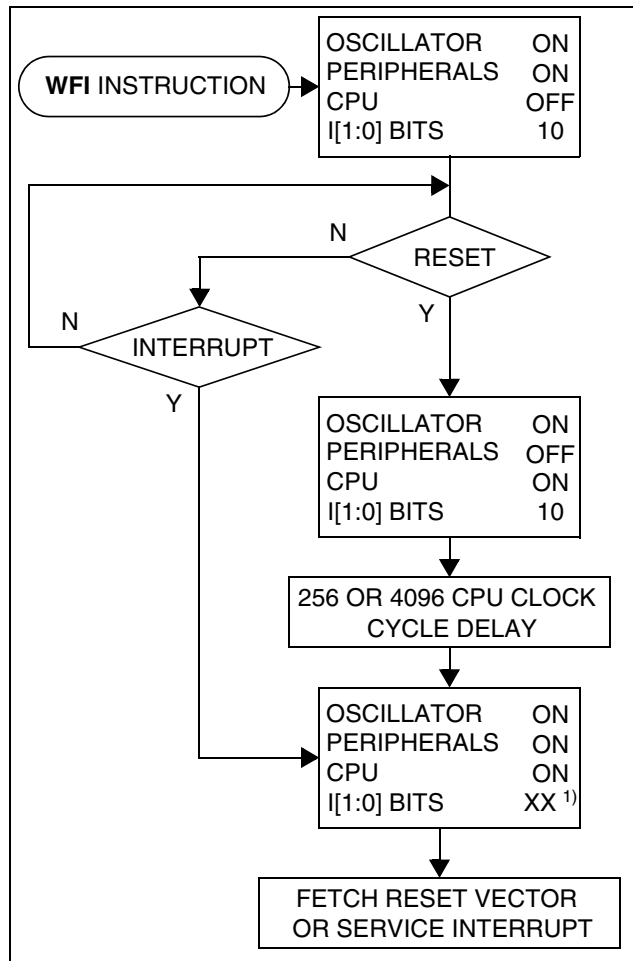 WFI INSTRUCTION
OSCILLATOR ON
PERIPHERALS ON
CPU OFF
I[1:0] BITS 10
N
RESET
Y
N
INTERRUPT
Y
OSCILLATOR ON
PERIPHERALS OFF
CPU ON
I[1:0] BITS 10
256 OR 4096 CPU CLOCK
CYCLE DELAY
OSCILLATOR ON
PERIPHERALS ON
CPU ON
I[1:0] BITS XX 1)
FETCH RESET VECTOR
OR SERVICE INTERRUPT